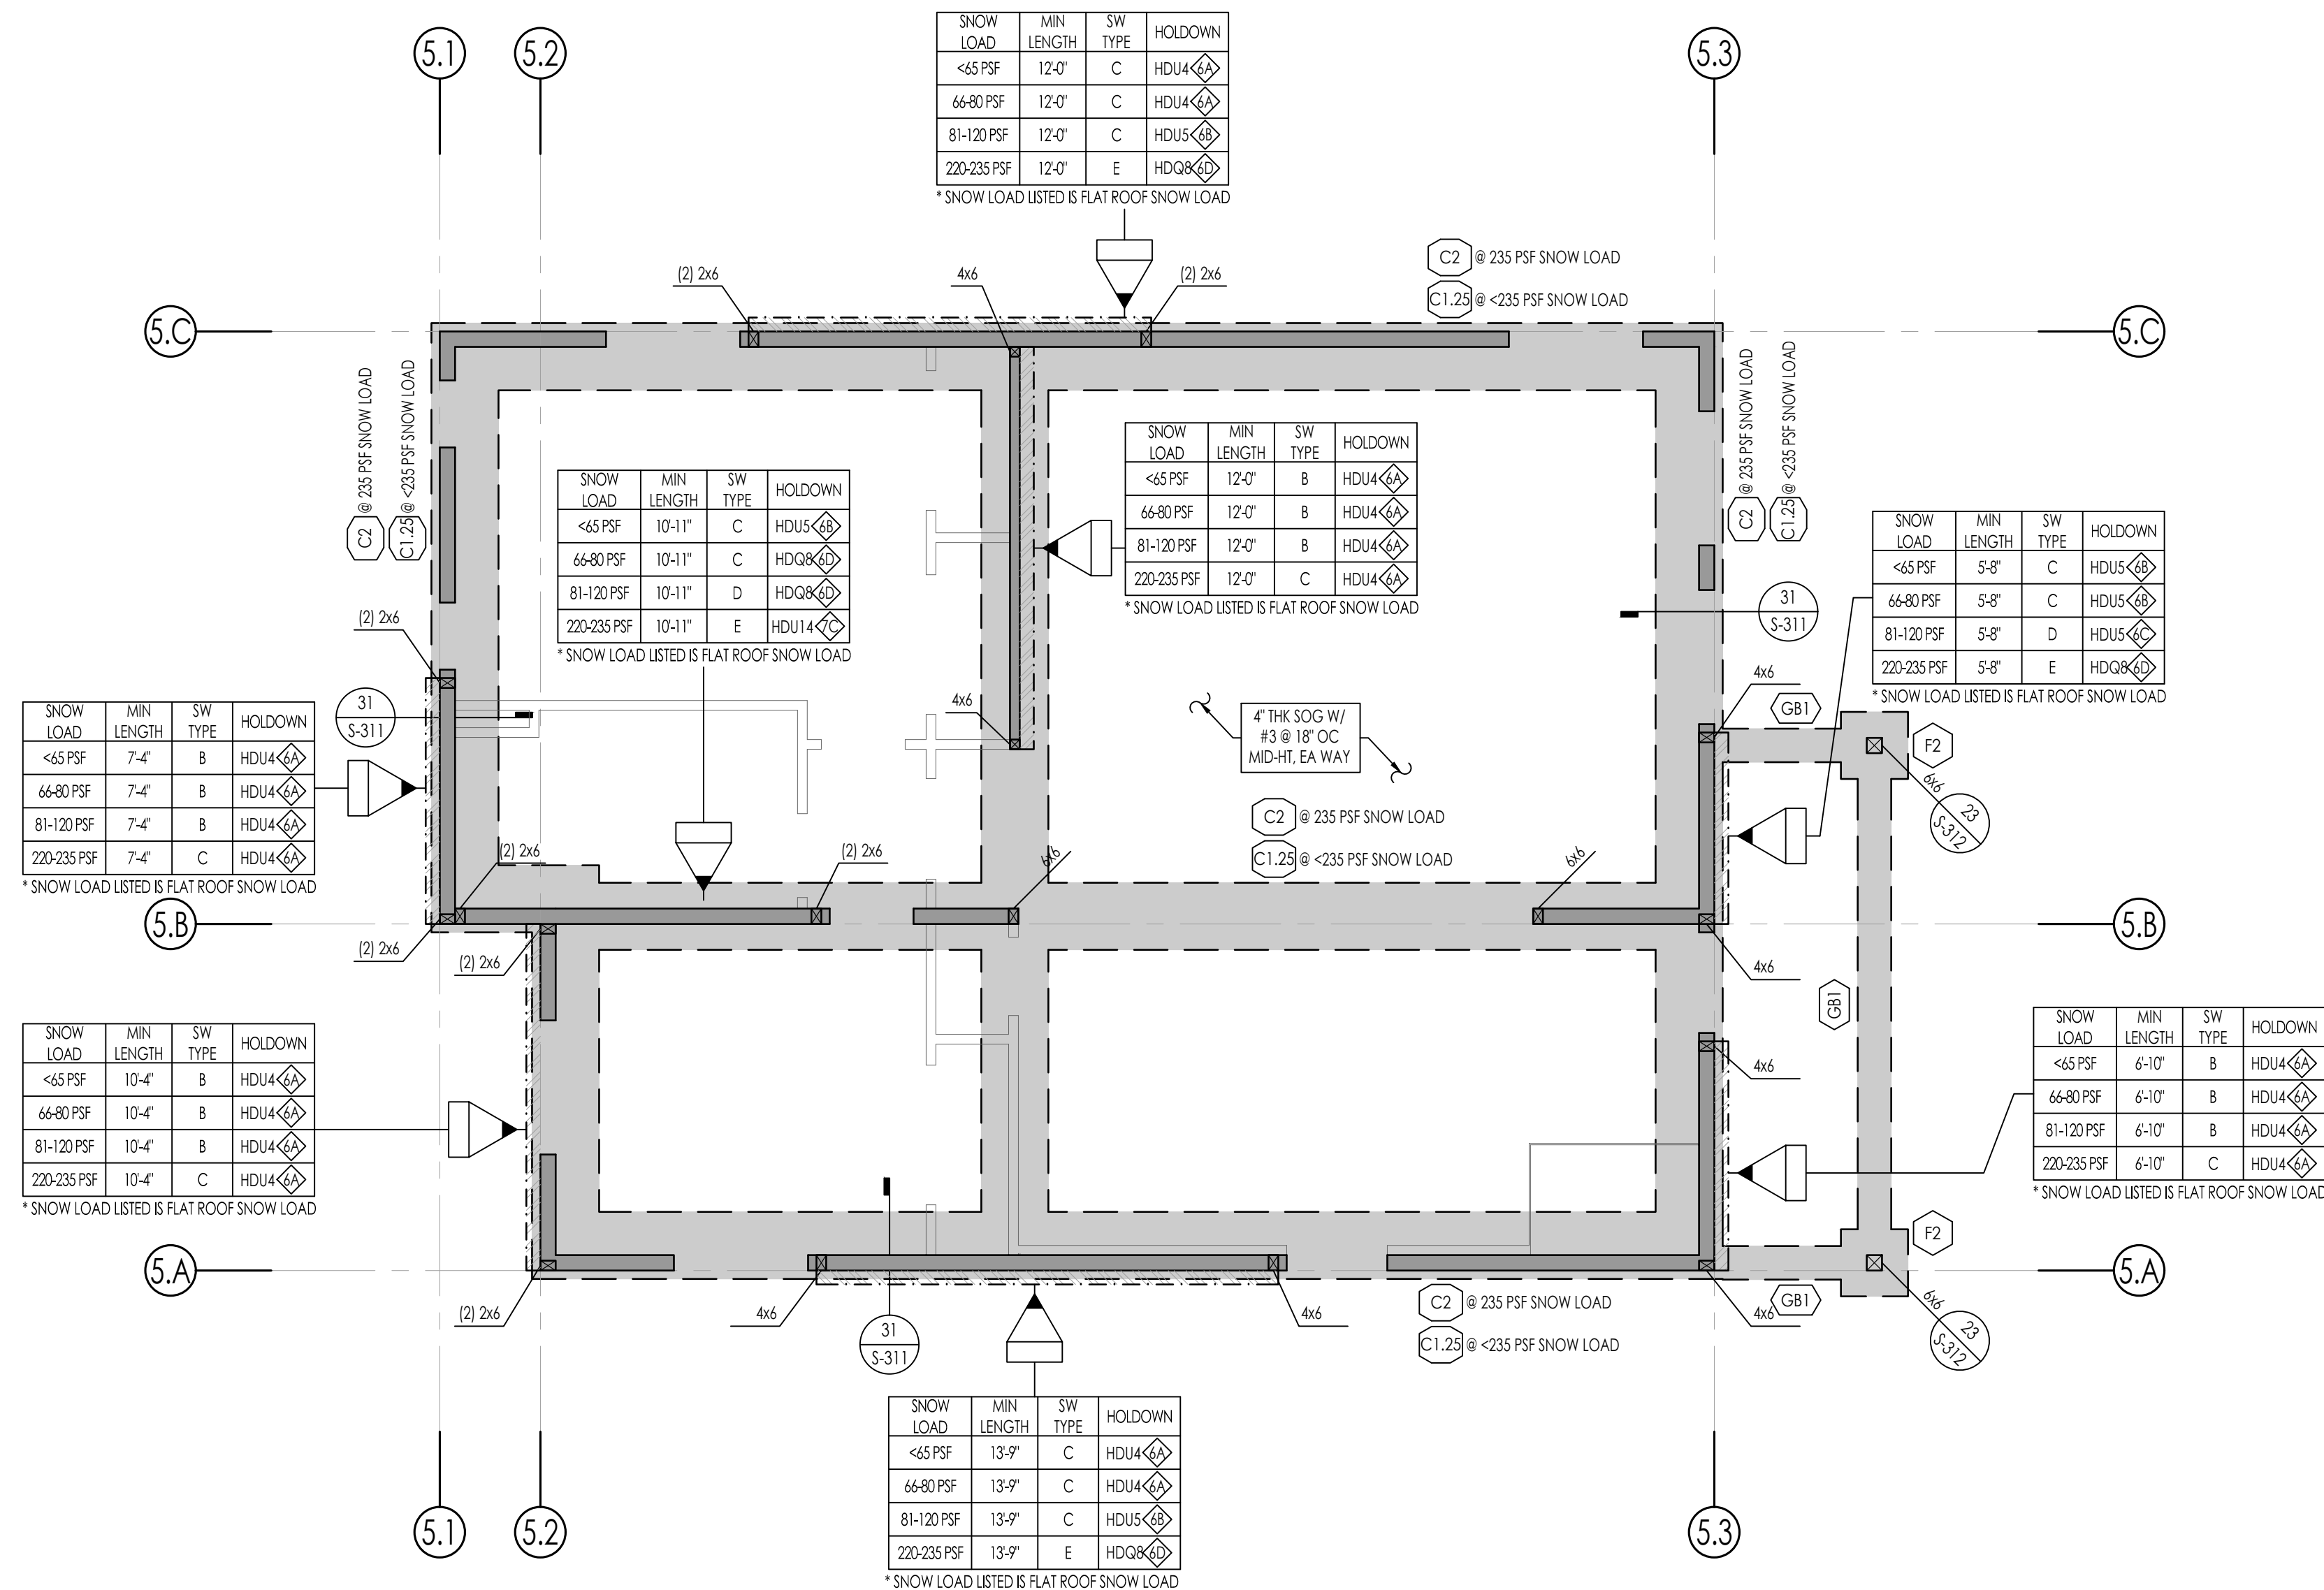 5.1
5.2
5.3
SNOW LOAD MIN LENGTH SW TYPE HOLDOWN
<65 PSF 12'-0" C HDU4 6A
66-80 PSF 12'-0" C HDU4 6A
81-120 PSF 12'-0" C HDU5 6B
220-235 PSF 12'-0" E HDQ8 6D
* SNOW LOAD LISTED IS FLAT ROOF SNOW LOAD
(2) 2x6
4x6
(2) 2x6
C2 @ 235 PSF SNOW LOAD
C1.25 @ <235 PSF SNOW LOAD
5.C
5.C
C2 @ 235 PSF SNOW LOAD
C1.25 @ <235 PSF SNOW LOAD
C2 @ 235 PSF SNOW LOAD
C1.25 @ <235 PSF SNOW LOAD
SNOW LOAD MIN LENGTH SW TYPE HOLDOWN
<65 PSF 10'-11" C HDU5 6B
66-80 PSF 10'-11" C HDQ8 6D
81-120 PSF 10'-11" D HDQ8 6D
220-235 PSF 10'-11" E HDU14 7C
* SNOW LOAD LISTED IS FLAT ROOF SNOW LOAD
SNOW LOAD MIN LENGTH SW TYPE HOLDOWN
<65 PSF 12'-0" B HDU4 6A
66-80 PSF 12'-0" B HDU4 6A
81-120 PSF 12'-0" B HDU4 6A
220-235 PSF 12'-0" C HDU4 6A
* SNOW LOAD LISTED IS FLAT ROOF SNOW LOAD
SNOW LOAD MIN LENGTH SW TYPE HOLDOWN
<65 PSF 5'-8" C HDU5 6B
66-80 PSF 5'-8" C HDU5 6B
81-120 PSF 5'-8" D HDU5 6C
220-235 PSF 5'-8" E HDQ8 6D
* SNOW LOAD LISTED IS FLAT ROOF SNOW LOAD
31
S-311
(2) 2x6
31
S-311
4x6
4x6
GB1
F2
6x6
23
S-312
4" THK SOG W/
#3 @ 18" OC
MID-HT, EA WAY
SNOW LOAD MIN LENGTH SW TYPE HOLDOWN
<65 PSF 7'-4" B HDU4 6A
66-80 PSF 7'-4" B HDU4 6A
81-120 PSF 7'-4" B HDU4 6A
220-235 PSF 7'-4" C HDU4 6A
* SNOW LOAD LISTED IS FLAT ROOF SNOW LOAD
C2 @ 235 PSF SNOW LOAD
C1.25 @ <235 PSF SNOW LOAD
(2) 2x6
(2) 2x6
6x6
6x6
5.B
5.B
(2) 2x6
(2) 2x6
4x6
GB1
SNOW LOAD MIN LENGTH SW TYPE HOLDOWN
<65 PSF 10'-4" B HDU4 6A
66-80 PSF 10'-4" B HDU4 6A
81-120 PSF 10'-4" B HDU4 6A
220-235 PSF 10'-4" C HDU4 6A
* SNOW LOAD LISTED IS FLAT ROOF SNOW LOAD
4x6
SNOW LOAD MIN LENGTH SW TYPE HOLDOWN
<65 PSF 6'-10" B HDU4 6A
66-80 PSF 6'-10" B HDU4 6A
81-120 PSF 6'-10" B HDU4 6A
220-235 PSF 6'-10" C HDU4 6A
* SNOW LOAD LISTED IS FLAT ROOF SNOW LOAD
F2
5.A
5.A
(2) 2x6
4x6
31
S-311
4x6
C2 @ 235 PSF SNOW LOAD
C1.25 @ <235 PSF SNOW LOAD
4x6
GB1
6x6
23
S-312
SNOW LOAD MIN LENGTH SW TYPE HOLDOWN
<65 PSF 13'-9" C HDU4 6A
66-80 PSF 13'-9" C HDU4 6A
81-120 PSF 13'-9" C HDU5 6B
220-235 PSF 13'-9" E HDQ8 6D
* SNOW LOAD LISTED IS FLAT ROOF SNOW LOAD
5.1
5.2
5.3